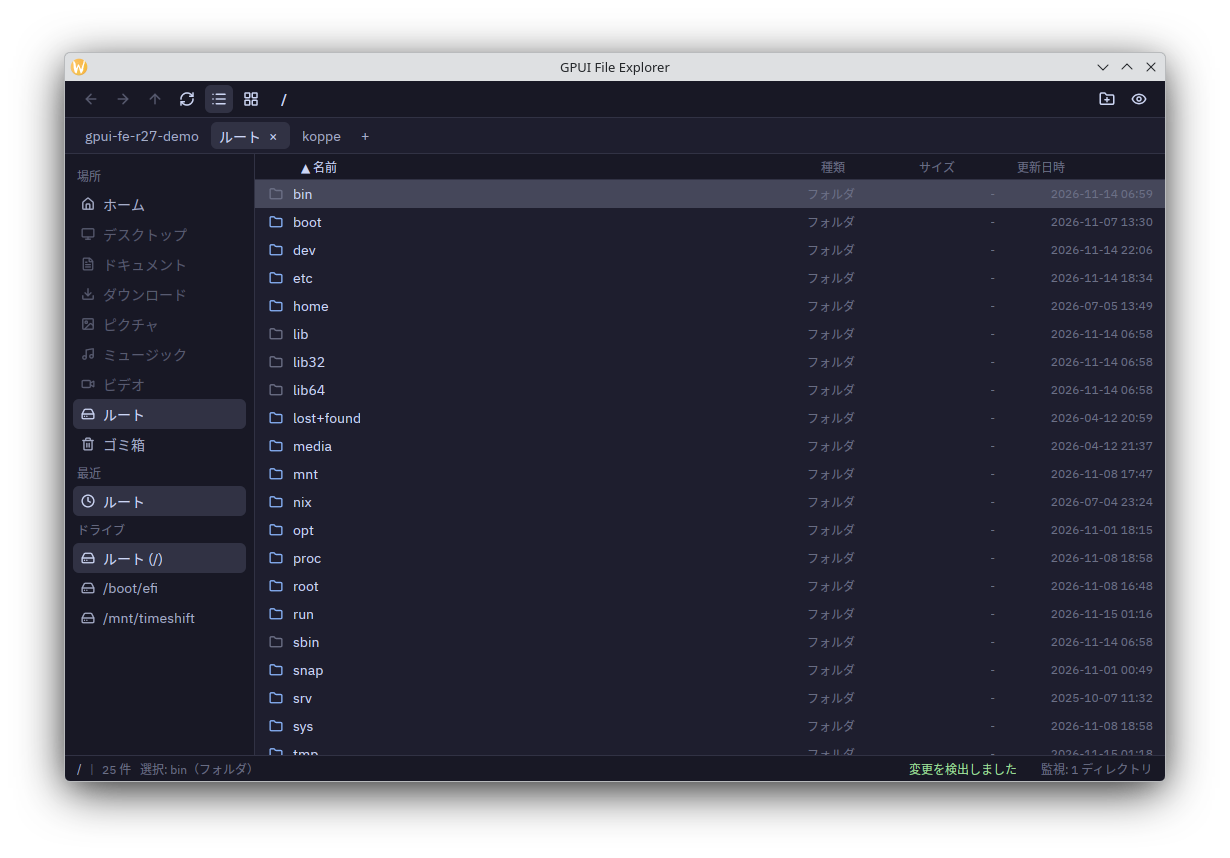 GPUI File Explorer
/
gpui-fe-r27-demo ルート × koppe +
場所
ホーム
デスクトップ
ドキュメント
ダウンロード
ピクチャ
ミュージック
ビデオ
ルート
ゴミ箱
最近
ルート
ドライブ
ルート (/)
/boot/efi
/mnt/timeshift
▲名前 種類 サイズ 更新日時
bin フォルダ - 2026-11-14 06:59
boot フォルダ - 2026-11-07 13:30
dev フォルダ - 2026-11-14 22:06
etc フォルダ - 2026-11-14 18:34
home フォルダ - 2026-07-05 13:49
lib フォルダ - 2026-11-14 06:58
lib32 フォルダ - 2026-11-14 06:58
lib64 フォルダ - 2026-11-14 06:58
lost+found フォルダ - 2026-04-12 20:59
media フォルダ - 2026-04-12 21:37
mnt フォルダ - 2026-11-08 17:47
nix フォルダ - 2026-07-04 23:24
opt フォルダ - 2026-11-01 18:15
proc フォルダ - 2026-11-08 18:58
root フォルダ - 2026-11-08 16:48
run フォルダ - 2026-11-15 01:16
sbin フォルダ - 2026-11-14 06:58
snap フォルダ - 2026-11-01 00:49
srv フォルダ - 2025-10-07 11:32
sys フォルダ - 2026-11-08 18:58
tmp フォルダ - 2026-11-15 01:18
/ | 25 件 選択: bin（フォルダ） 変更を検出しました 監視: 1 ディレクトリ